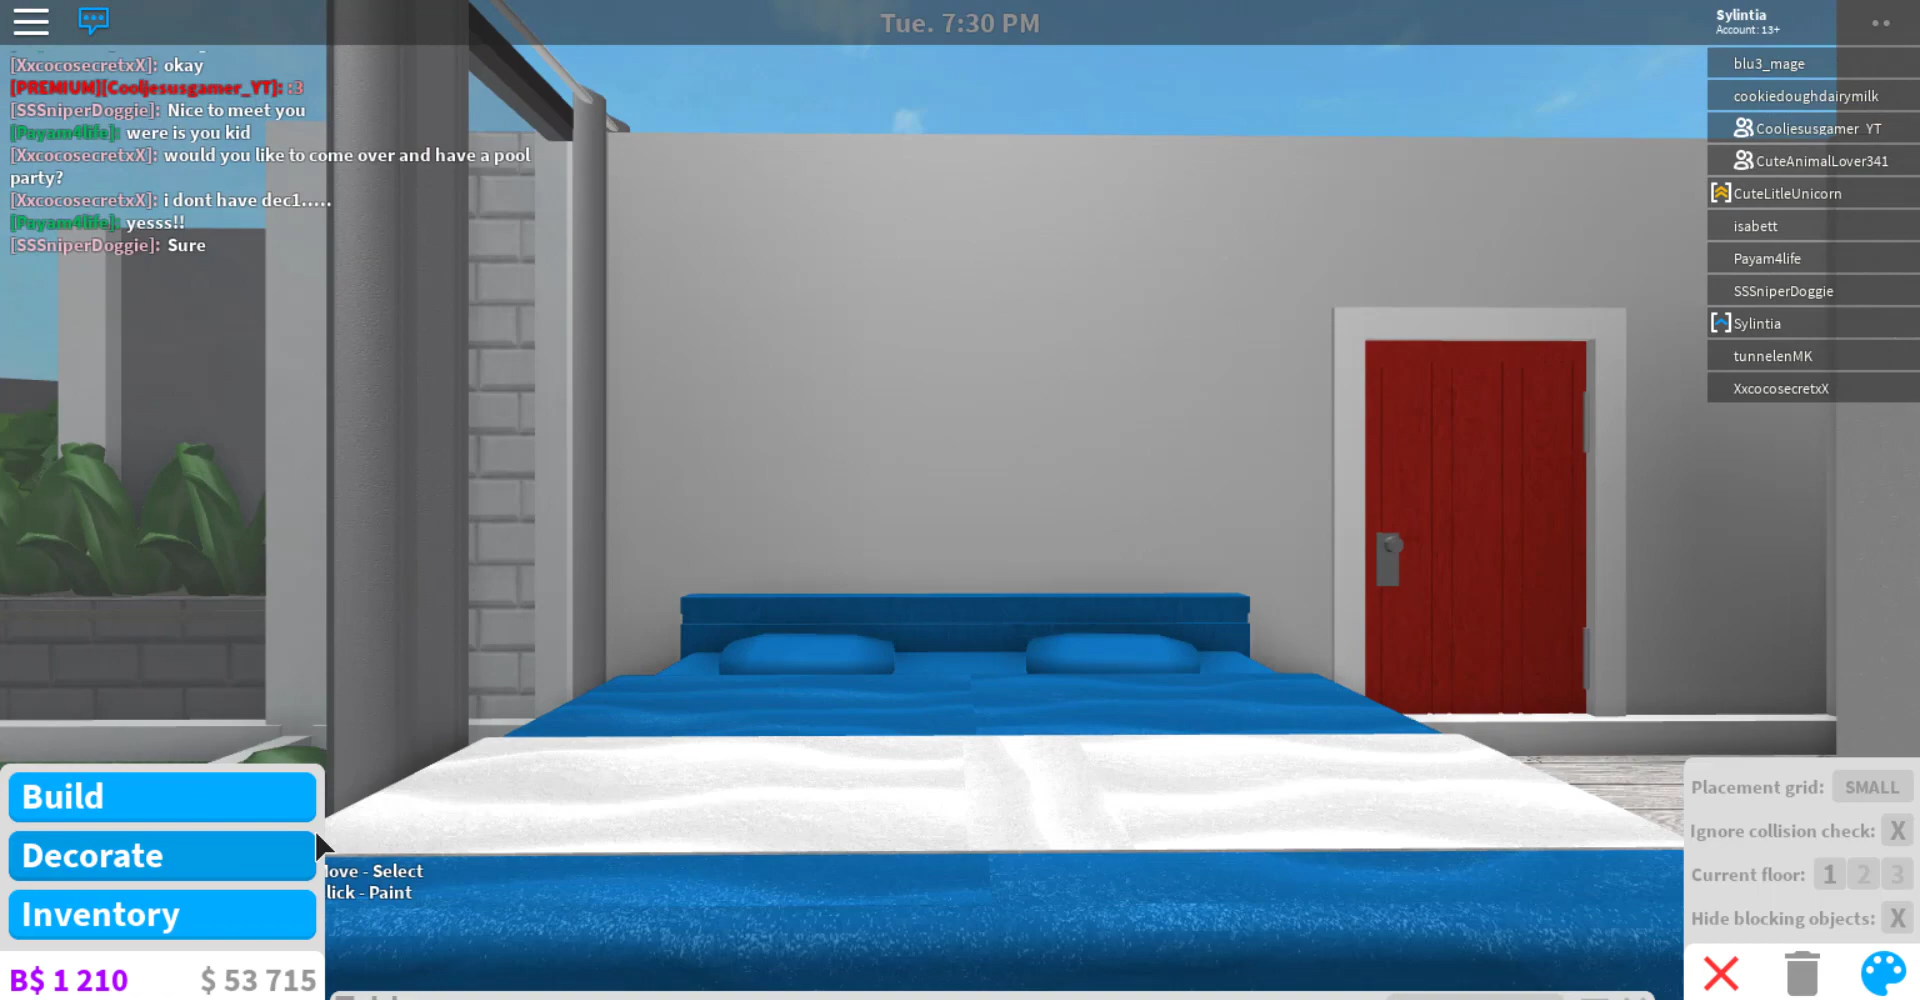 Tue. 7:30 PM
Sylintia
Account: 13+
[XxcocosecretxX]: okay
[PREMIUM][Cooljesusgamer_YT]: :3
[SSSniperDoggie]: Nice to meet you
[Payam4life]: were is you kid
[XxcocosecretxX]: would you like to come over and have a pool
party?
[XxcocosecretxX]: i dont have dec1.....
[Payam4life]: yesss!!
[SSSniperDoggie]: Sure
blu3_mage
cookiedoughdairymilk
Cooljesusgamer_YT
CuteAnimalLover341
CuteLitleUnicorn
isabett
Payam4life
SSSniperDoggie
Sylintia
tunnelenMK
XxcocosecretxX
Build
Decorate
Inventory
B$ 1 210
$ 53 715
Move - Select
lick - Paint
Placement grid: SMALL
Ignore collision check: X
Current floor: 1 2 3
Hide blocking objects: X